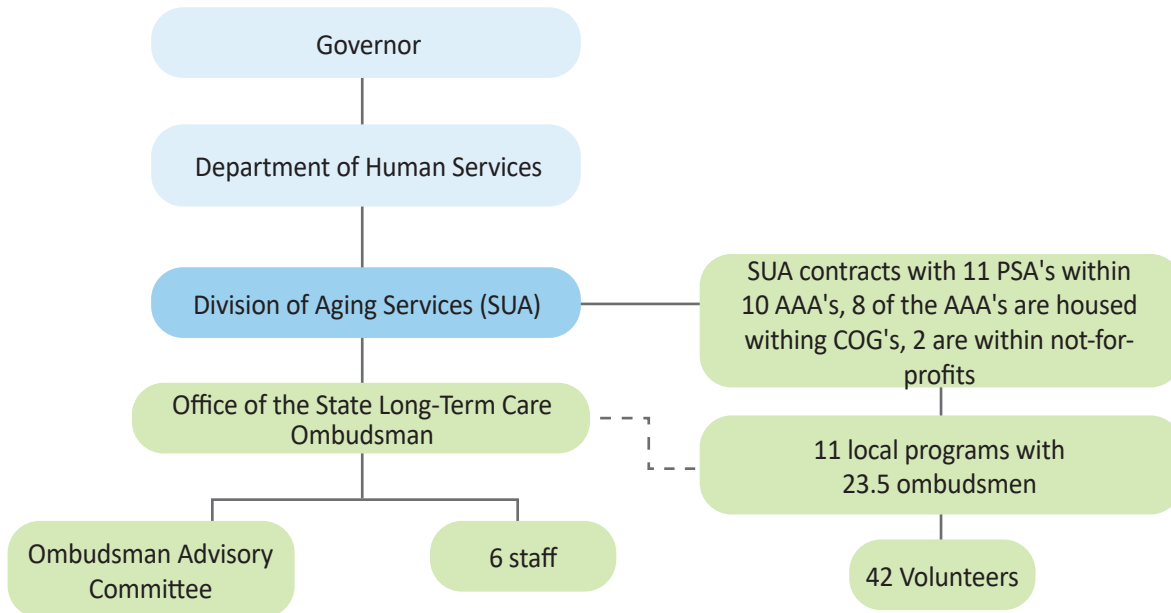 Governor
Department of Human Services
Division of Aging Services (SUA)
SUA contracts with 11 PSA's within
10 AAA's, 8 of the AAA's are housed
withing COG's, 2 are within not-for-
profits
Office of the State Long-Term Care
Ombudsman
11 local programs with
23.5 ombudsmen
Ombudsman Advisory
Committee
6 staff
42 Volunteers